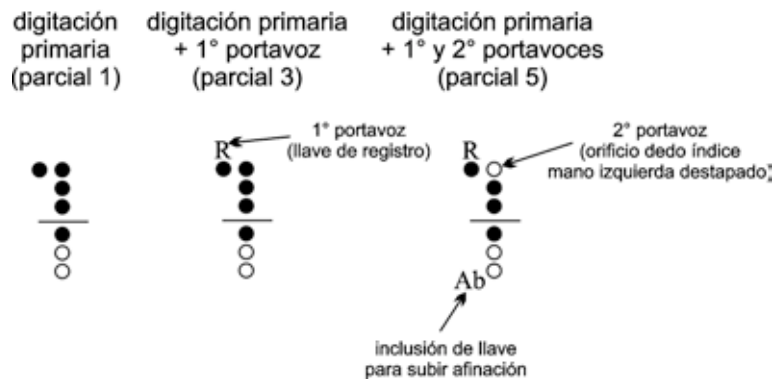 digitación
primaria
(parcial 1)
digitación primaria
+ 1° portavoz
(parcial 3)
digitación primaria
+ 1° y 2° portavoces
(parcial 5)
R
1° portavoz
(llave de registro)
R
2° portavoz
(orificio dedo índice
mano izquierda destapado)
Ab
inclusión de llave
para subir afinación